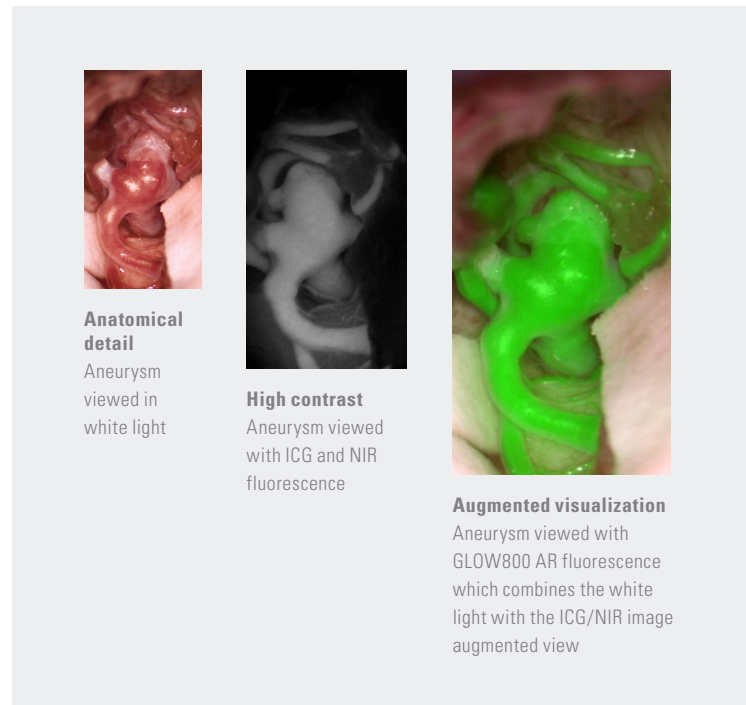 Anatomical
detail
Aneurysm
viewed in
white light
High contrast
Aneurysm viewed
with ICG and NIR
fluorescence
Augmented visualization
Aneurysm viewed with
GLOW800 AR fluorescence
which combines the white
light with the ICG/NIR image
augmented view